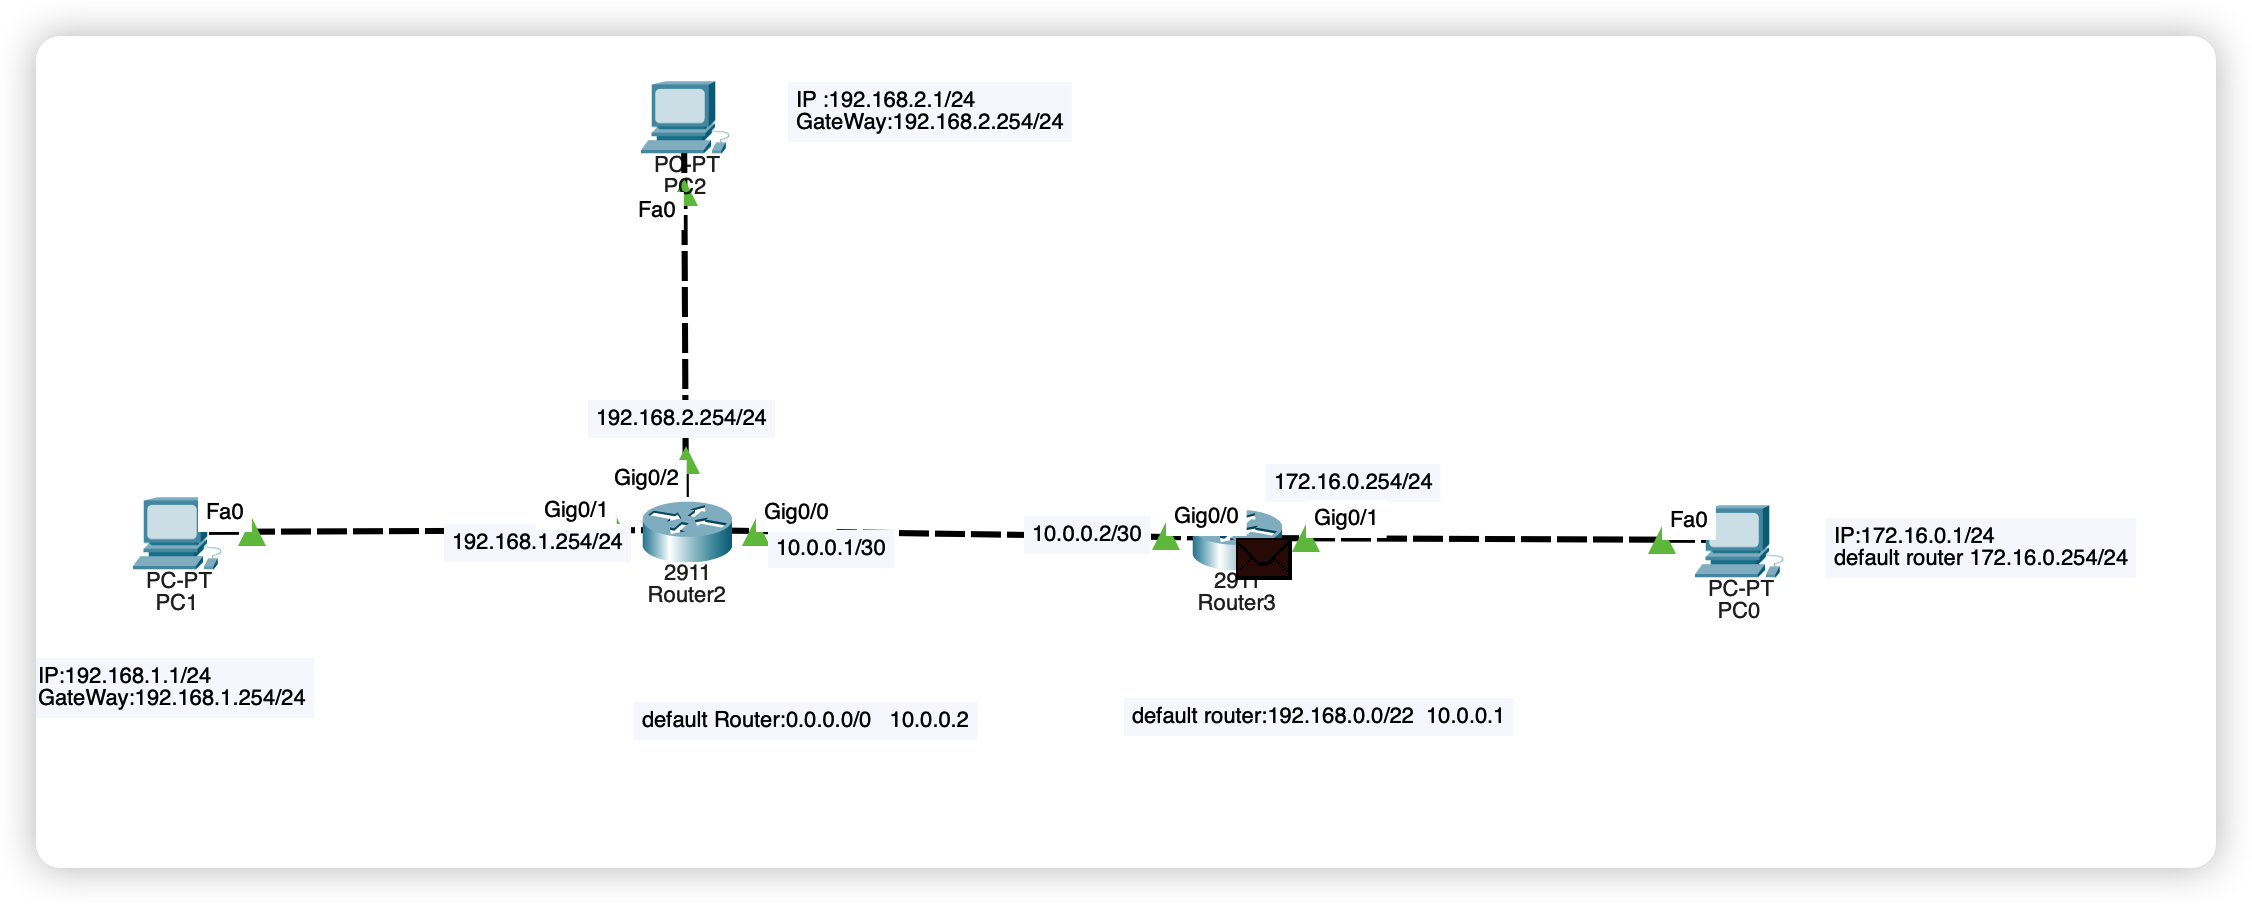 IP :192.168.2.1/24
GateWay:192.168.2.254/24
PC-PT
PC2
Fa0
192.168.2.254/24
Gig0/2
Gig0/1
Gig0/0
192.168.1.254/24
10.0.0.1/30
2911
Router2
Fa0
PC-PT
PC1
IP:192.168.1.1/24
GateWay:192.168.1.254/24
default Router:0.0.0.0/0   10.0.0.2
172.16.0.254/24
10.0.0.2/30
Gig0/0
Gig0/1
2911
Router3
default router:192.168.0.0/22  10.0.0.1
Fa0
PC-PT
PC0
IP:172.16.0.1/24
default router 172.16.0.254/24